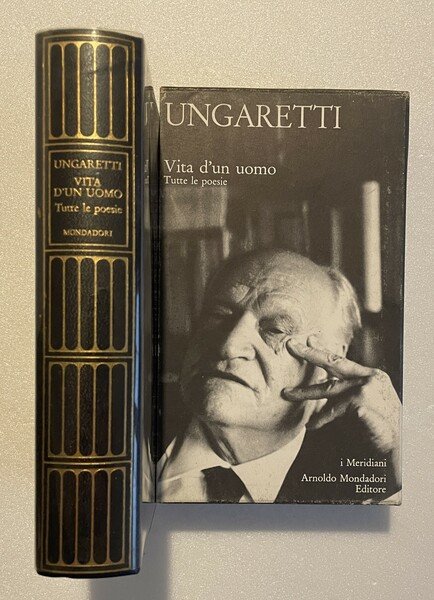 UNGARETTI
VITA
D'UN UOMO
Tutte le poesie
MONDADORI
UNGARETTI
Vita d'un uomo
Tutte le poesie
i Meridiani
Arnoldo Mondadori
Editore